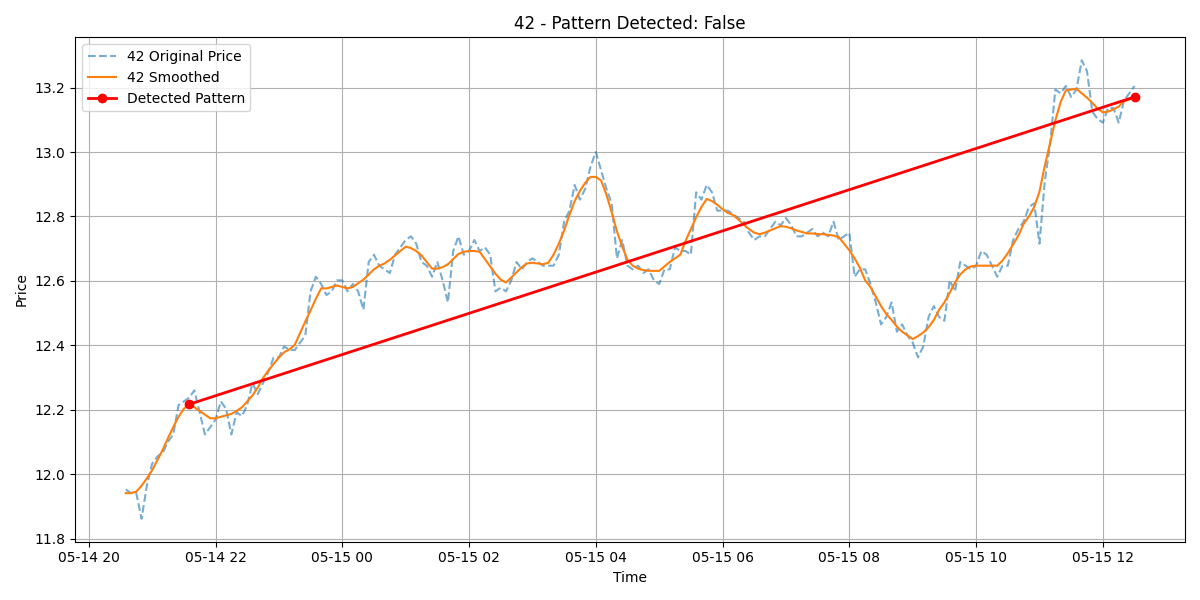 42 - Pattern Detected: False
42 Original Price
42 Smoothed
Detected Pattern
Price
13.2
13.0
12.8
12.6
12.4
12.2
12.0
11.8
05-14 20
05-14 22
05-15 00
05-15 02
05-15 04
05-15 06
05-15 08
05-15 10
05-15 12
Time